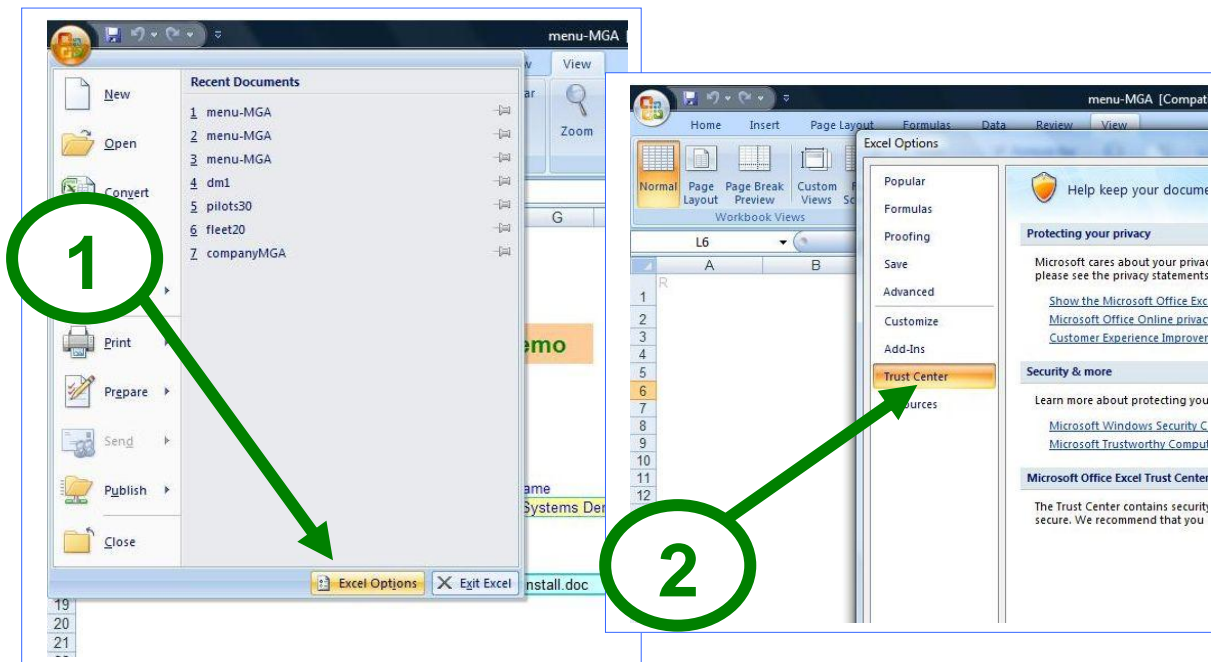 menu-MGA [
View
Recent Documents
New
1 menu-MGA
2 menu-MGA
Open
3 menu-MGA
Zoom
4 dm1
Convert
5 pilots30
6 fleet20
7 companyMGA
G
1
Print
emo
Prepare
Send
Publish
ame
Systems Der
Close
Excel Options
Exit Excel
nstall.doc
19
20
21
menu-MGA [Compat
Home Insert Page Layout Formulas Data Review View
Excel Options
Normal Page Layout Page Break Preview Custom Views
Workbook Views
L6
A B
R
1
2
3
4
5
6
7
8
9
10
11
12
Popular
Formulas
Proofing
Save
Advanced
Customize
Add-Ins
Trust Center
ources
Help keep your docume
Protecting your privacy
Microsoft cares about your privac
please see the privacy statements
Show the Microsoft Office Exc
Microsoft Office Online privac
Customer Experience Improver
Security & more
Learn more about protecting you
Microsoft Windows Security C
Microsoft Trustworthy Comput
Microsoft Office Excel Trust Center
The Trust Center contains security
secure. We recommend that you
2